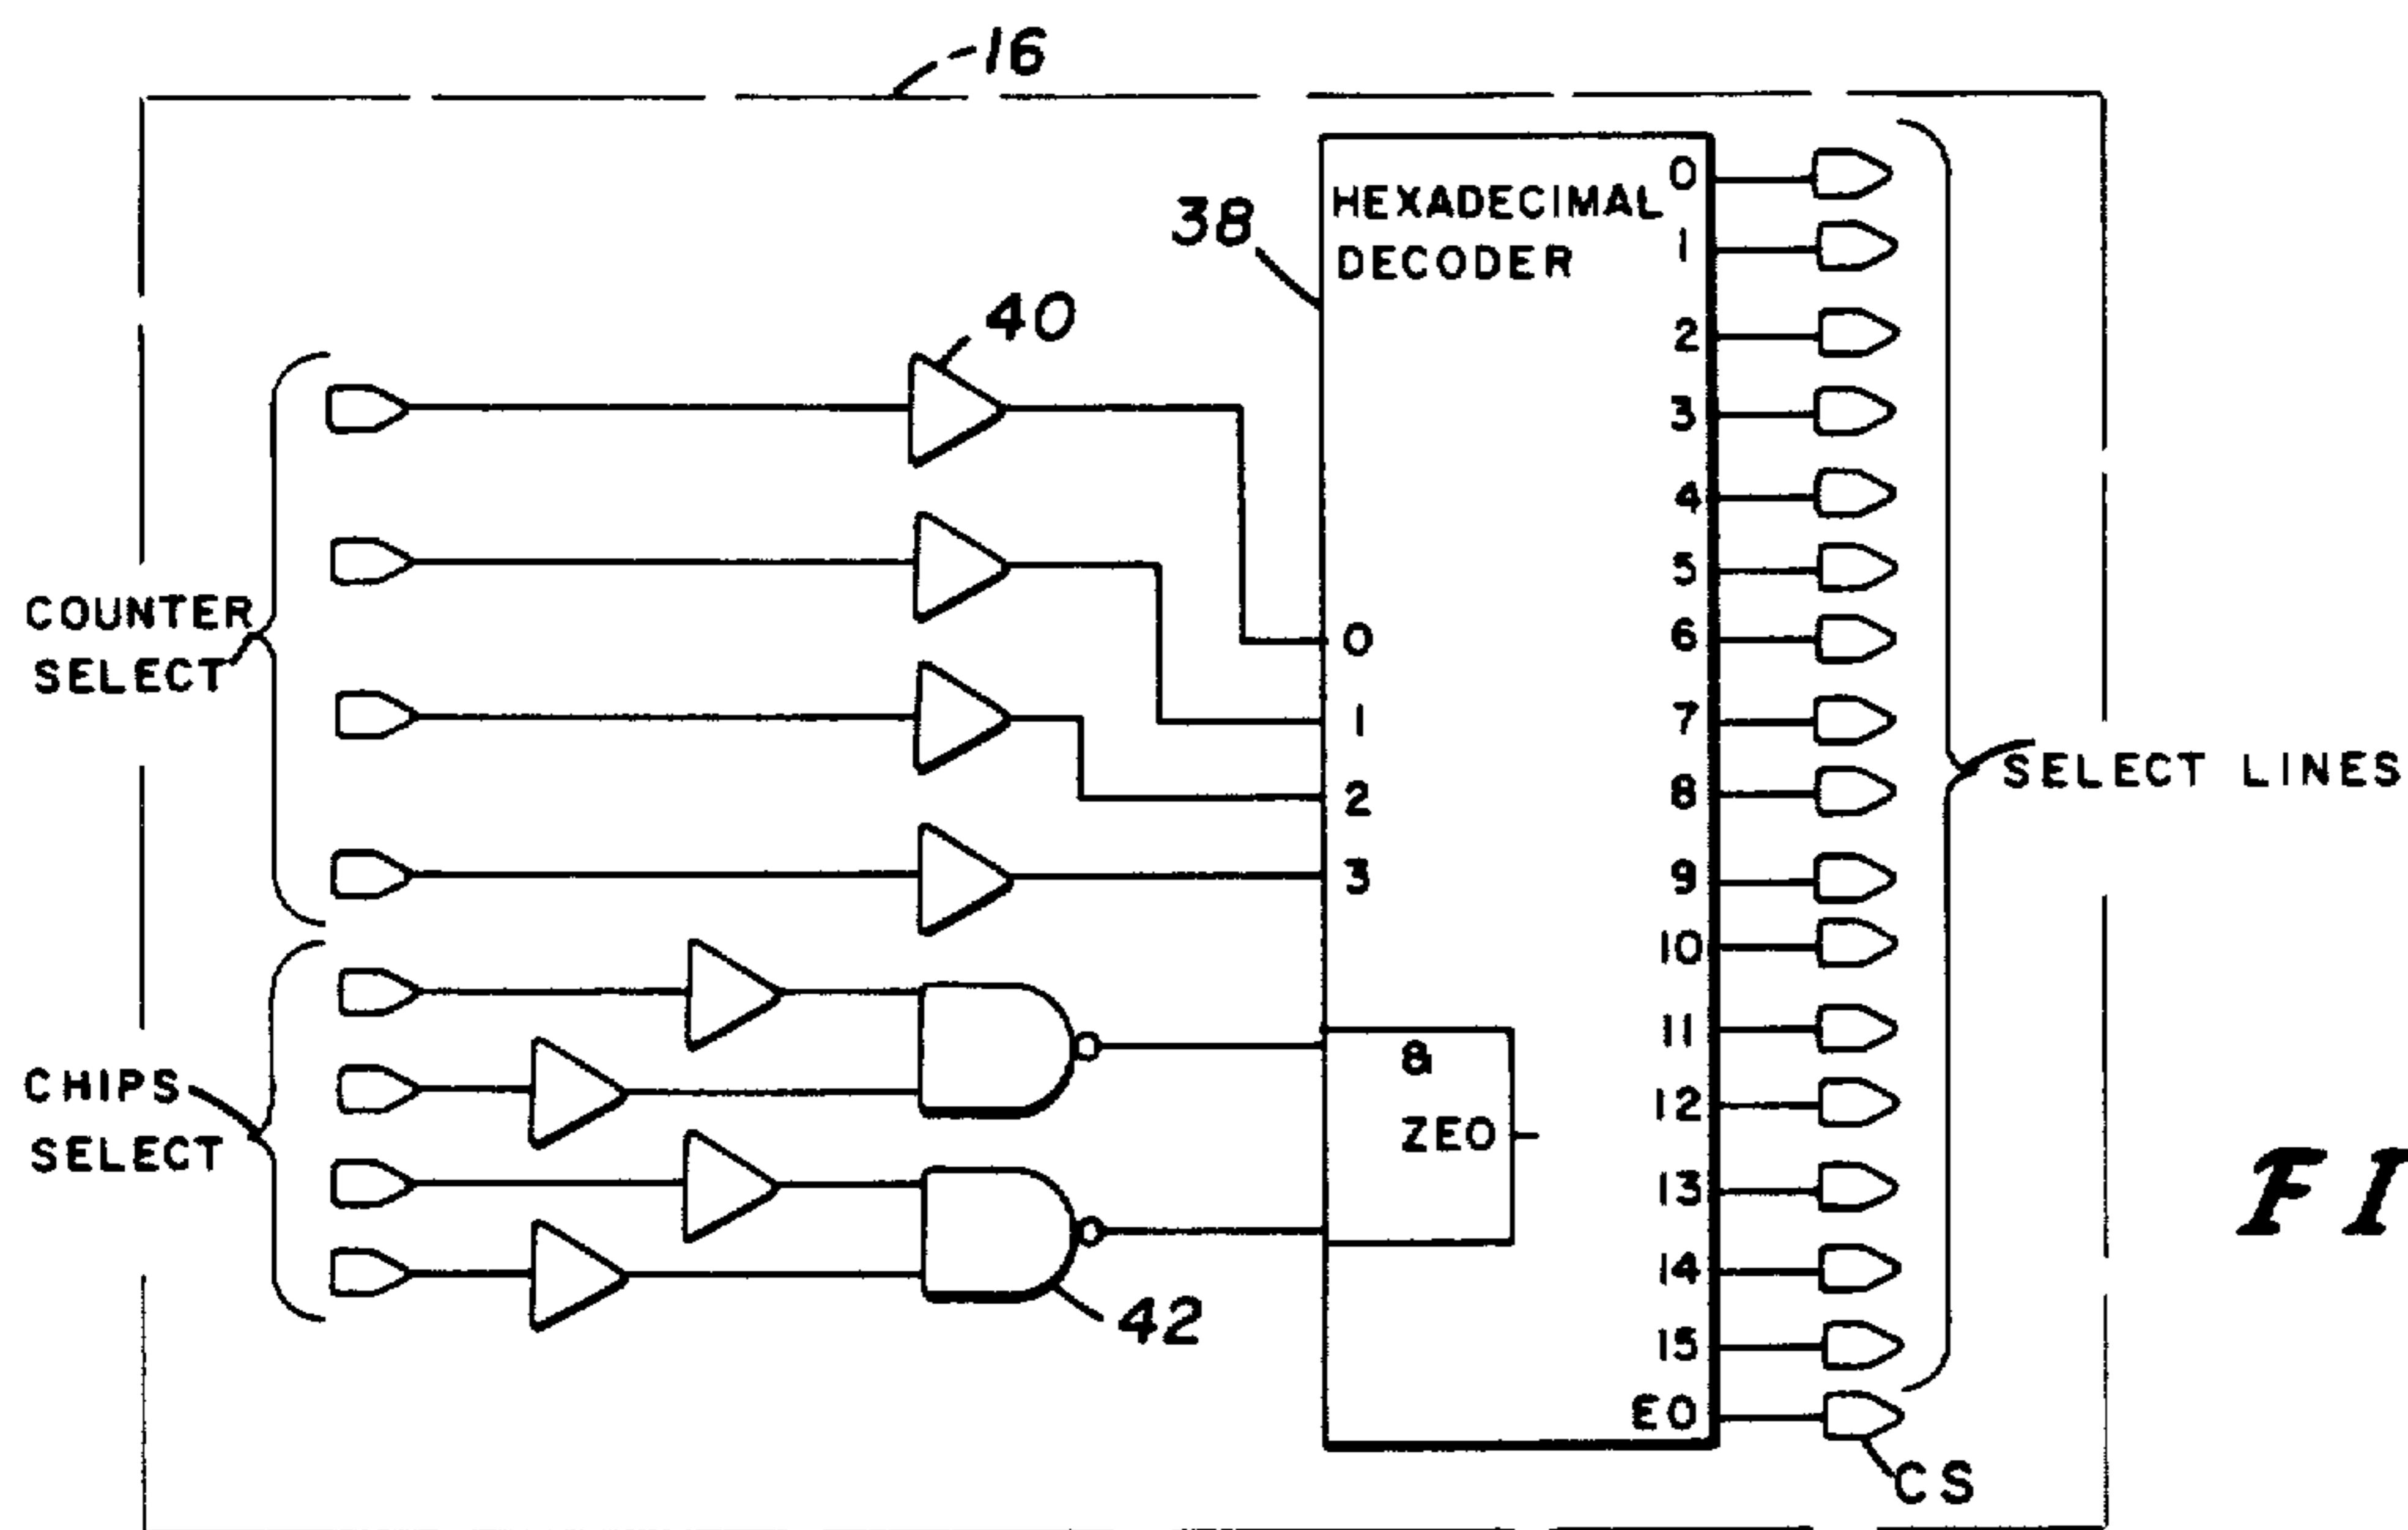 16
38
HEXADECIMAL
DECODER
40
COUNTER
SELECT
0
1
2
3
CHIPS
SELECT
&
ZEO
42
0
1
2
3
4
5
6
7
8
9
10
11
12
13
14
15
EO
SELECT LINES
CS
FI